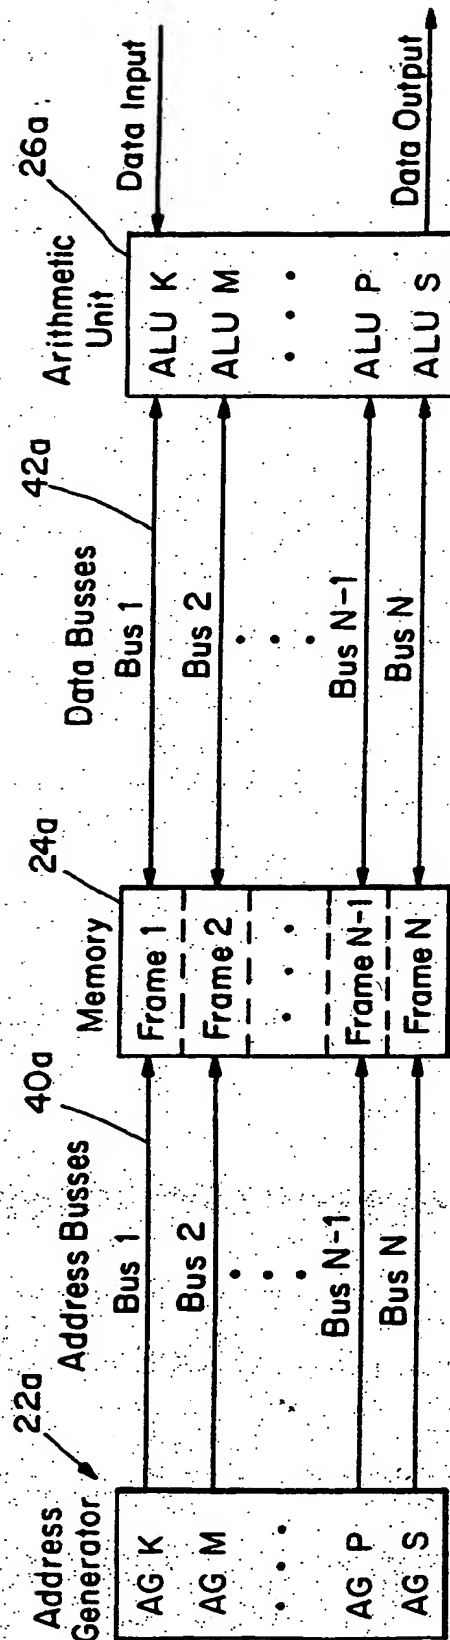 Address
Generator
22a
AG K
AG M
AG P
AG S
Address Busses
40a
Bus 1
Bus 2
Bus N-1
Bus N
Memory
24a
Frame 1
Frame 2
Frame N-1
Frame N
Data Busses
42a
Bus 1
Bus 2
Bus N-1
Bus N
Arithmetic
Unit
26a
ALU K
ALU M
ALU P
ALU S
Data Input
Data Output